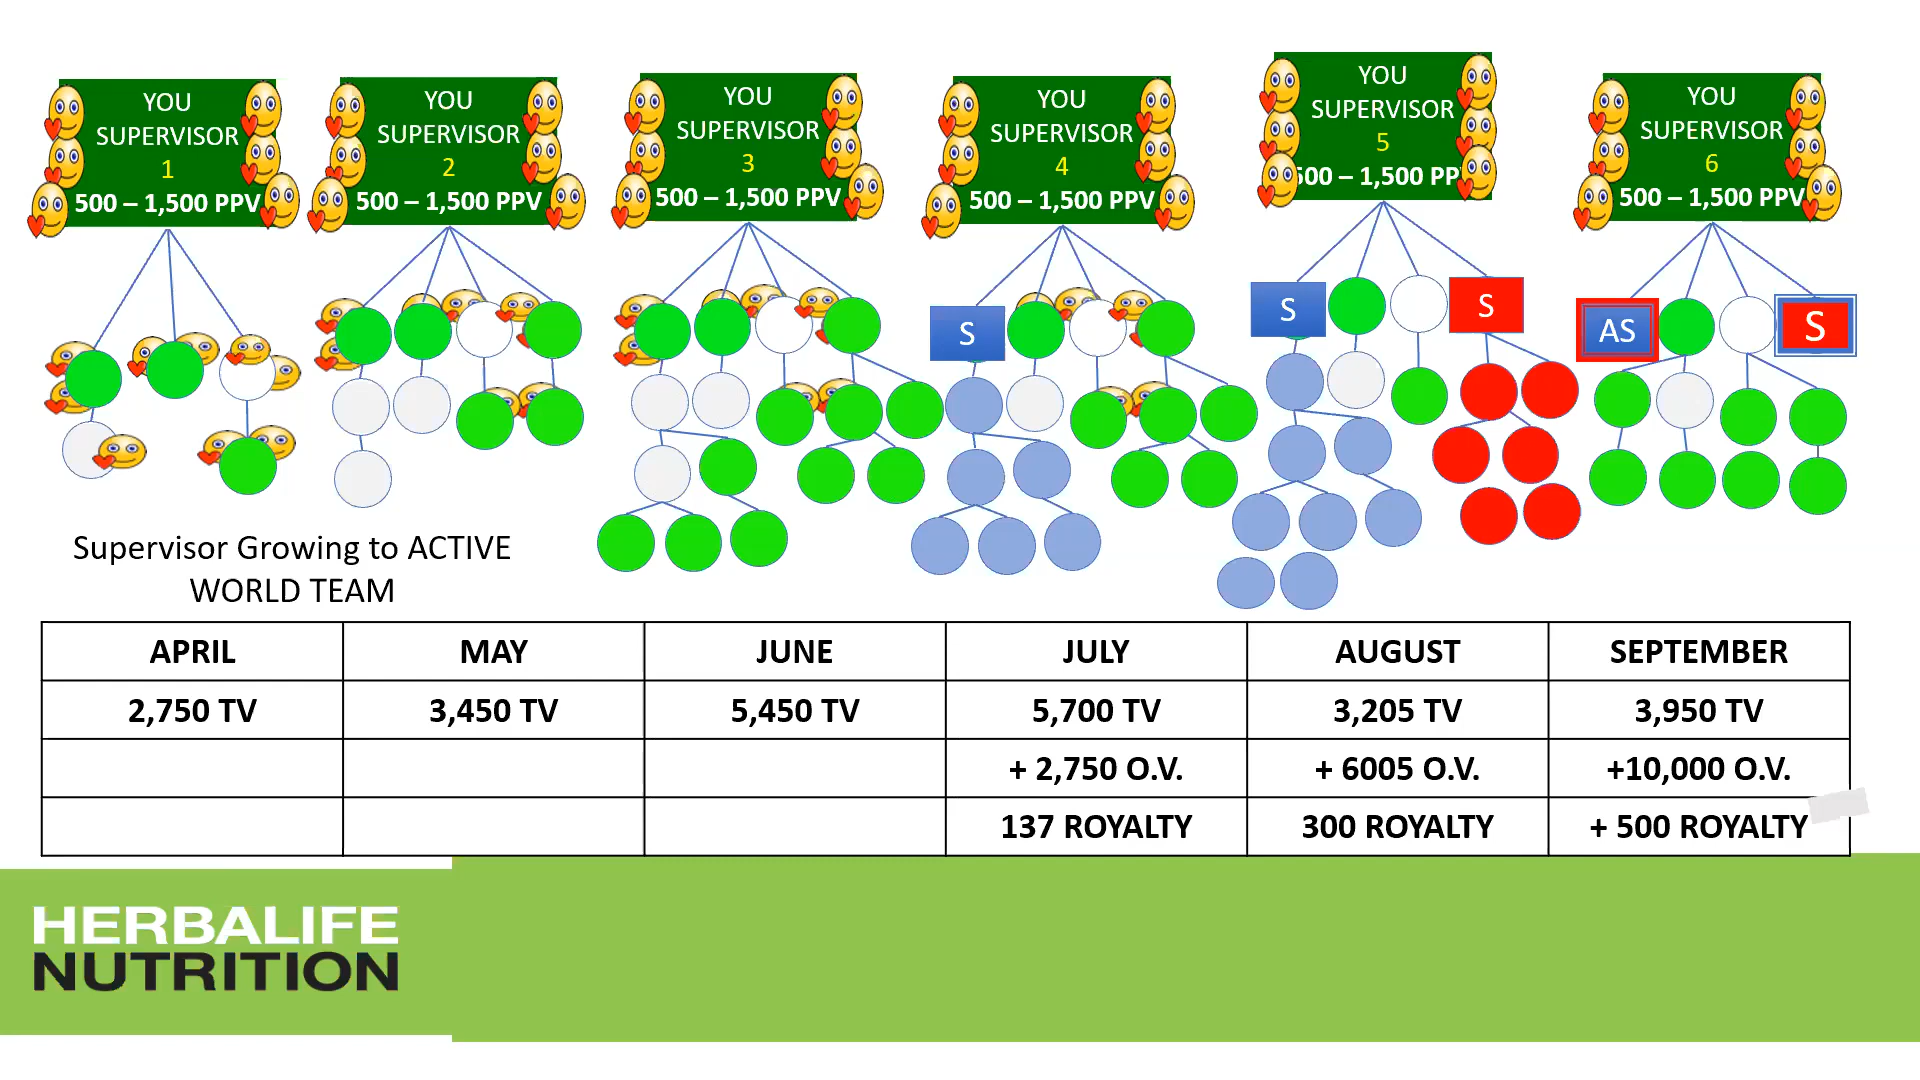 YOU
SUPERVISOR
1
500 – 1,500 PPV
YOU
SUPERVISOR
2
500 – 1,500 PPV
YOU
SUPERVISOR
3
500 – 1,500 PPV
YOU
SUPERVISOR
4
500 – 1,500 PPV
YOU
SUPERVISOR
5
500 – 1,500 PP
YOU
SUPERVISOR
6
500 – 1,500 PPV
S
S
S
AS
S
Supervisor Growing to ACTIVE
WORLD TEAM
APRIL MAY JUNE JULY AUGUST SEPTEMBER
2,750 TV 3,450 TV 5,450 TV 5,700 TV 3,205 TV 3,950 TV
+ 2,750 O.V. + 6005 O.V. +10,000 O.V.
137 ROYALTY 300 ROYALTY + 500 ROYALTY
HERBALIFE
NUTRITION